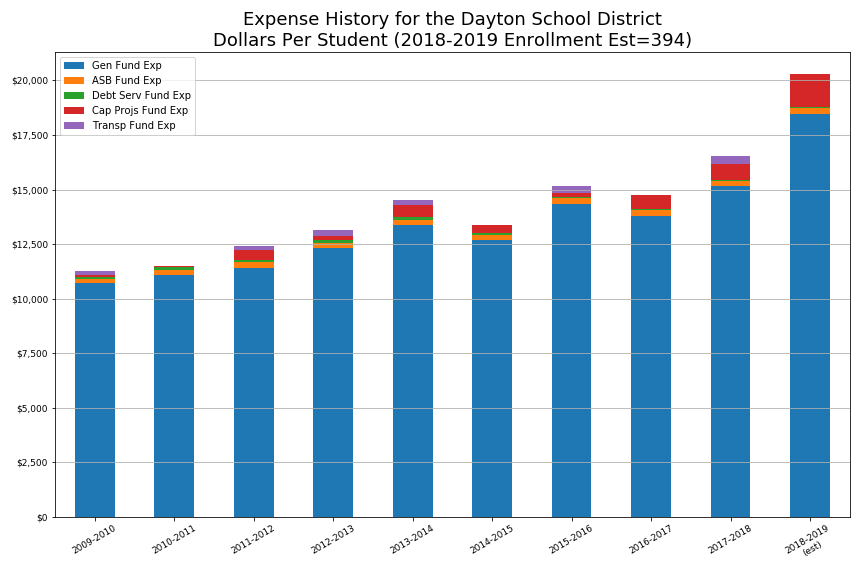 Expense History for the Dayton School District
Dollars Per Student (2018-2019 Enrollment Est=394)
Gen Fund Exp
ASB Fund Exp
Debt Serv Fund Exp
Cap Projs Fund Exp
Transp Fund Exp
$20,000
$17,500
$15,000
$12,500
$10,000
$7,500
$5,000
$2,500
$0
2009-2010
2010-2011
2011-2012
2012-2013
2013-2014
2014-2015
2015-2016
2016-2017
2017-2018
2018-2019
(est)